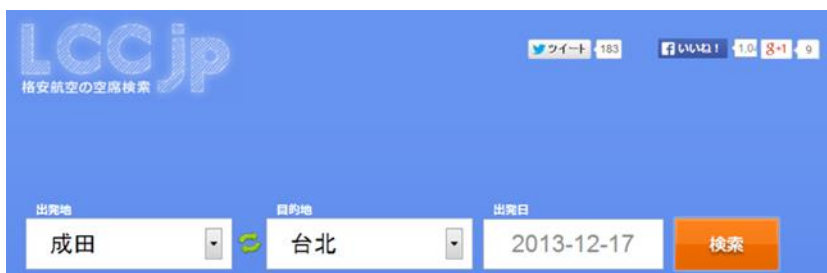 LCC jp
格安航空の空席検索
ツイート 183 いいね! 1.0 8+1 9
出発地 目的地 出発日
成田 台北 2013-12-17 検索